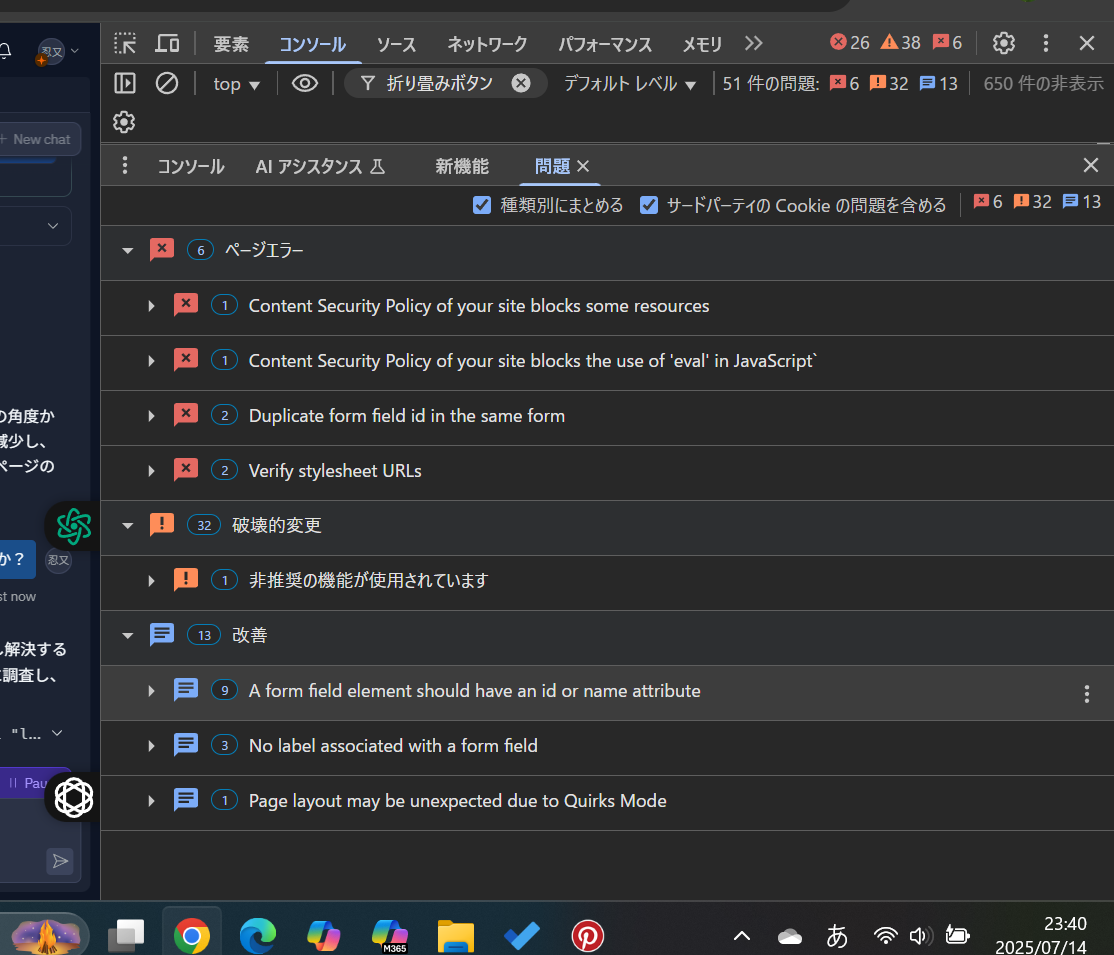 忍又
要素 コンソール ソース ネットワーク パフォーマンス メモリ 26 38 6
top 折り畳みボタン デフォルト レベル 51 件の問題: 6 32 13 650 件の非表示
+ New chat
コンソール AI アシスタンス 新機能 問題
種類別にまとめる サードパーティの Cookie の問題を含める 6 32 13
6 ページエラー
1 Content Security Policy of your site blocks some resources
1 Content Security Policy of your site blocks the use of 'eval' in JavaScript`
の角度か
2 Duplicate form field id in the same form
減少し、
ページの
2 Verify stylesheet URLs
32 破壊的変更
か？ 忍又
1 非推奨の機能が使用されています
st now
13 改善
し解決する
に調査し、
9 A form field element should have an id or name attribute
"l...
3 No label associated with a form field
Pau
1 Page layout may be unexpected due to Quirks Mode
M365
あ
23:40
2025/07/14